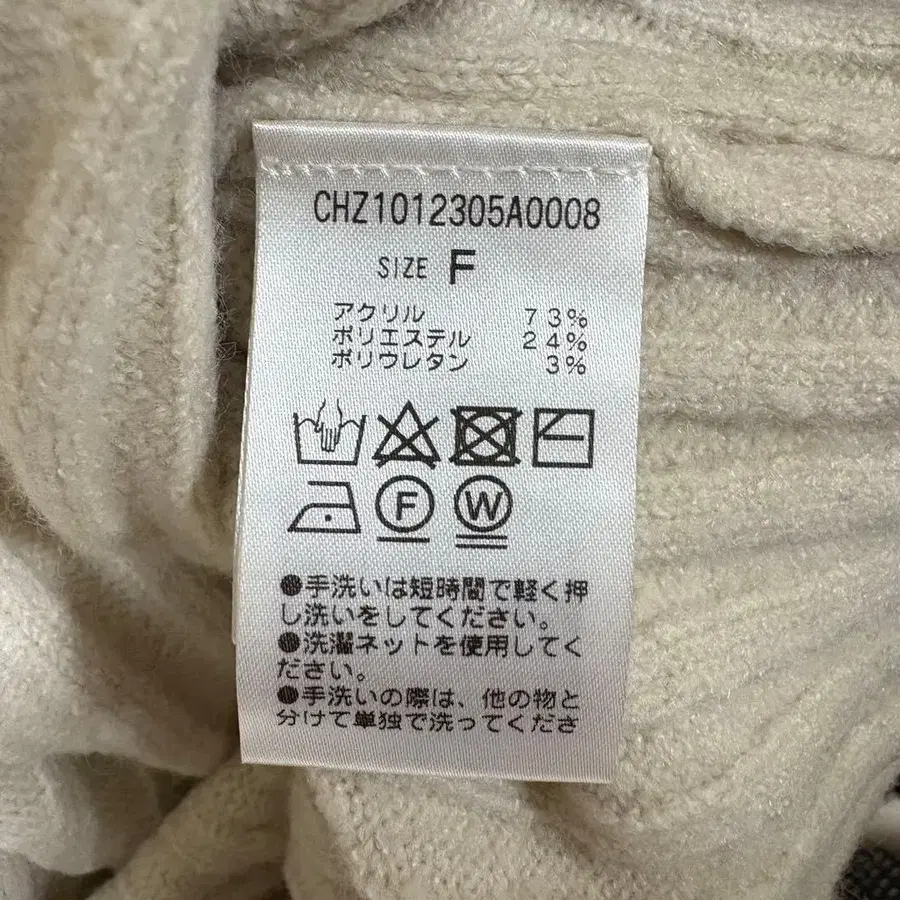 CHZ1012305A0008
SIZE F
アクリル 73%
ポリエステル 24%
ポリウレタン 3%
F W
●手洗いは短時間で軽く押
し洗いをしてください。
●洗濯ネットを使用してく
ださい。
●手洗いの際は、他の物と
分けて単独で洗ってくださ